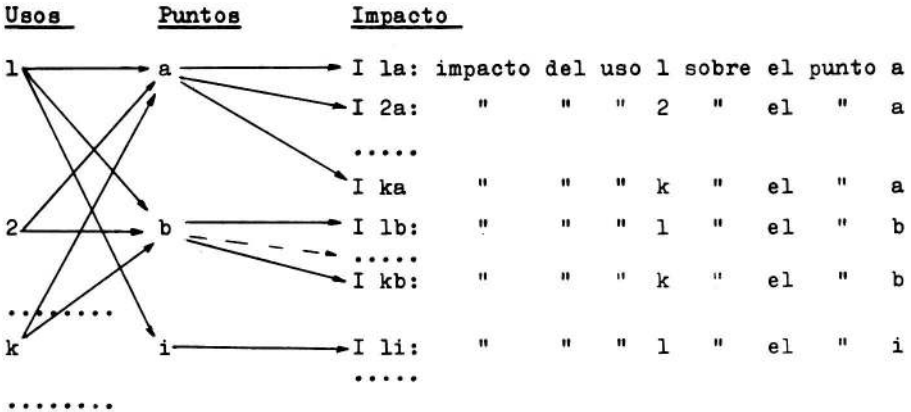 Usos Puntos Impacto
1 a I 1a: impacto del uso 1 sobre el punto a
I 2a: " " " 2 " el " a
.....
I ka " " " k " el " a
2 b I 1b: " " " 1 " el " b
.....
I kb: " " " k " el " b
........
k i I 1i: " " " 1 " el " i
.....
........